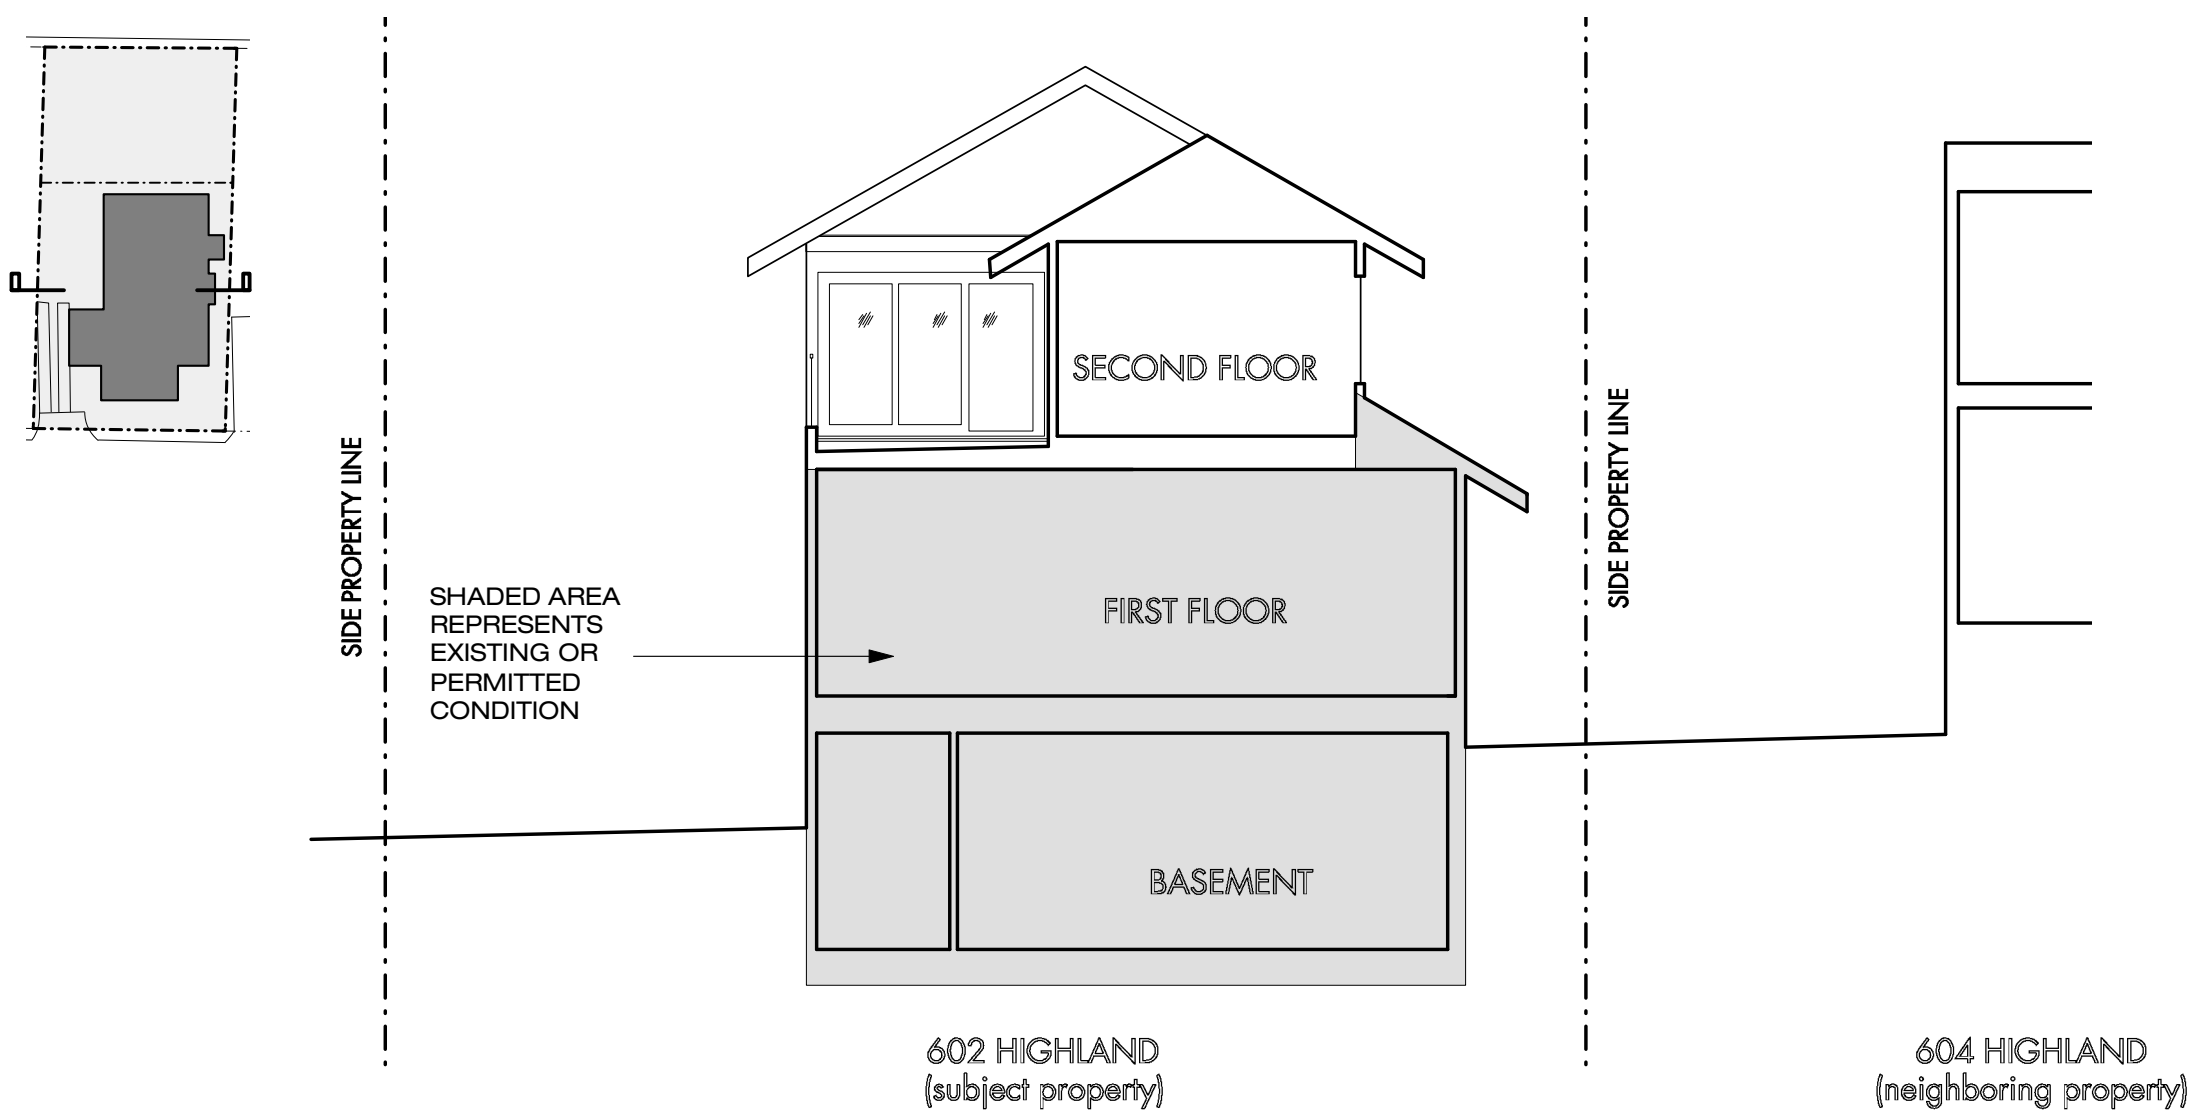 SECOND FLOOR
SIDE PROPERTY LINE
SIDE PROPERTY LINE
SHADED AREA
REPRESENTS
EXISTING OR
PERMITTED
CONDITION
FIRST FLOOR
BASEMENT
602 HIGHLAND
(subject property)
604 HIGHLAND
(neighboring property)